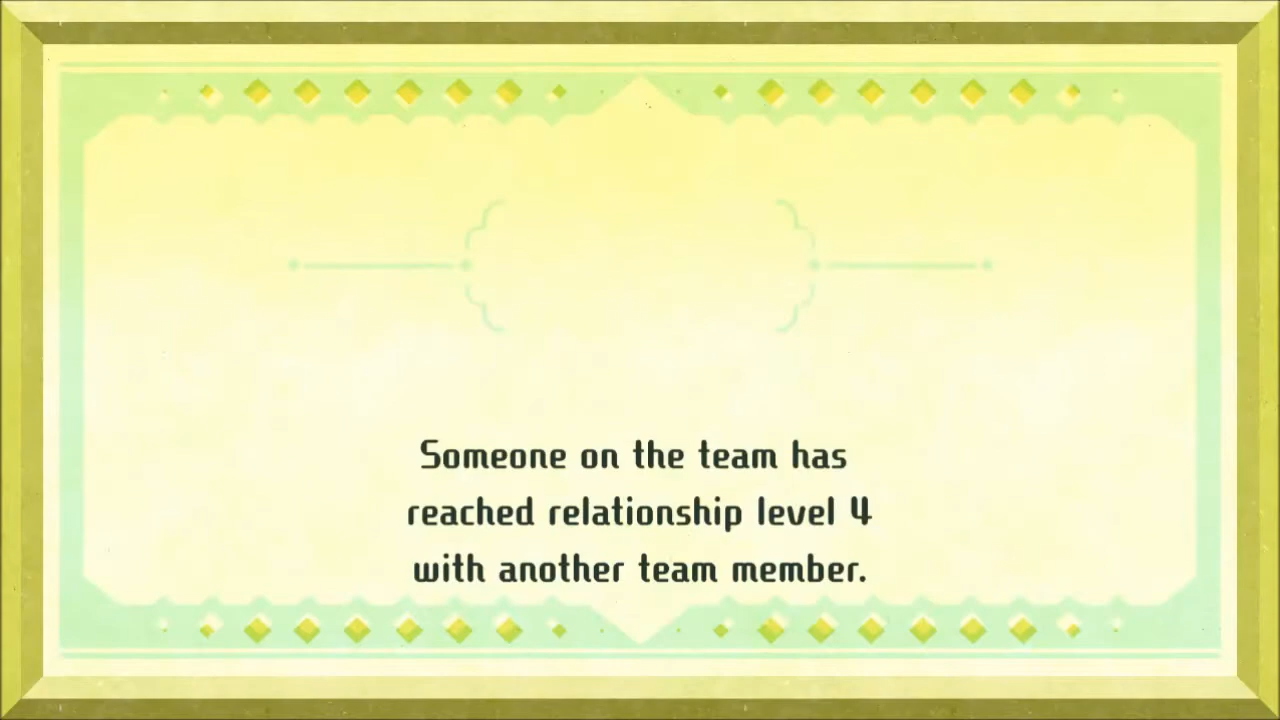 Someone on the team has
reached relationship level 4
with another team member.